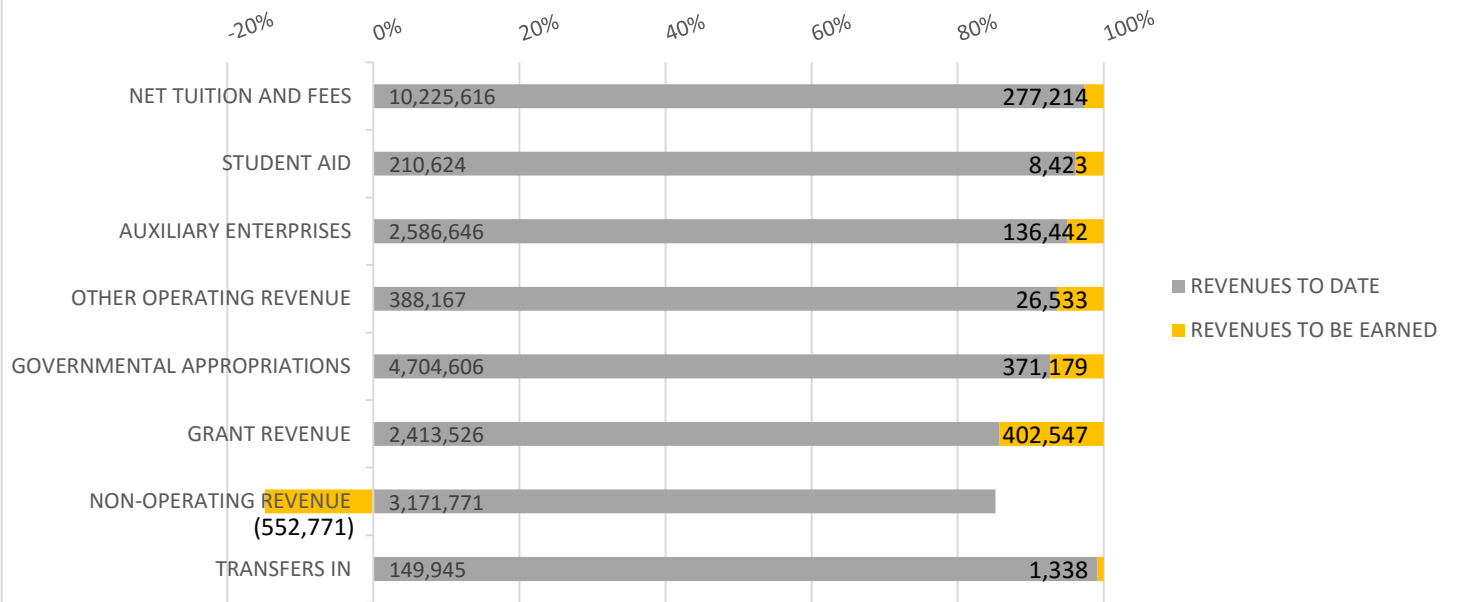 -20% 0% 20% 40% 60% 80% 100%
NET TUITION AND FEES 10,225,616 277,214
STUDENT AID 210,624 8,423
AUXILIARY ENTERPRISES 2,586,646 136,442
OTHER OPERATING REVENUE 388,167 26,533
GOVERNMENTAL APPROPRIATIONS 4,704,606 371,179
GRANT REVENUE 2,413,526 402,547
NON-OPERATING REVENUE 3,171,771
(552,771)
TRANSFERS IN 149,945 1,338
REVENUES TO DATE
REVENUES TO BE EARNED